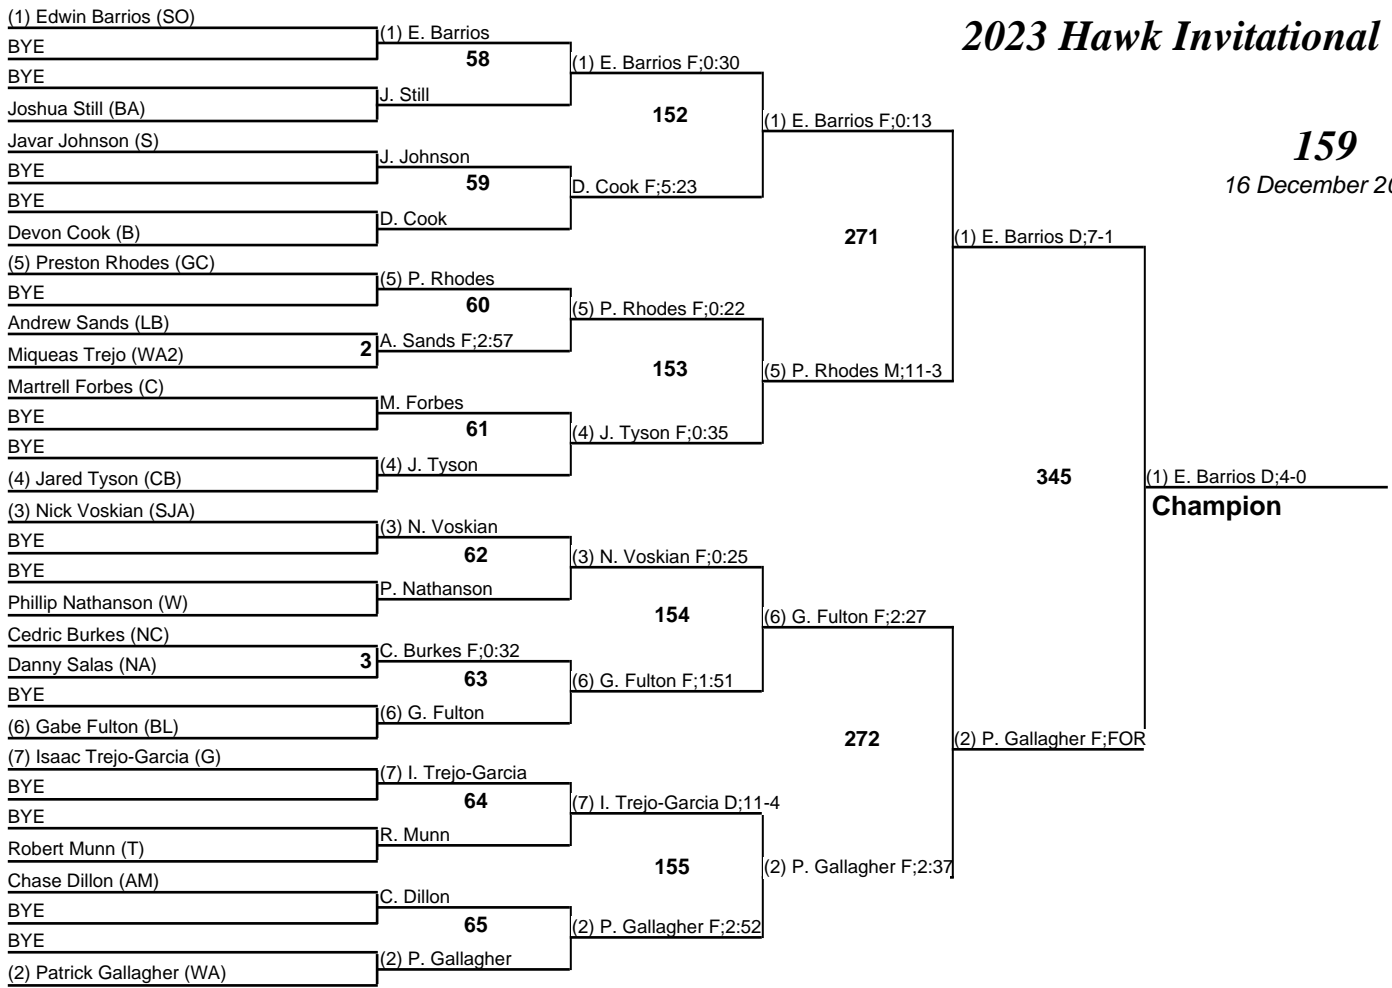 2023 Hawk Invitational
159
16 December 20
(1) Edwin Barrios (SO)
BYE
BYE
Joshua Still (BA)
Javar Johnson (S)
BYE
BYE
Devon Cook (B)
(5) Preston Rhodes (GC)
BYE
Andrew Sands (LB)
Miqueas Trejo (WA2)
Martrell Forbes (C)
BYE
BYE
(4) Jared Tyson (CB)
(3) Nick Voskian (SJA)
BYE
BYE
Phillip Nathanson (W)
Cedric Burkes (NC)
Danny Salas (NA)
BYE
(6) Gabe Fulton (BL)
(7) Isaac Trejo-Garcia (G)
BYE
BYE
Robert Munn (T)
Chase Dillon (AM)
BYE
BYE
(2) Patrick Gallagher (WA)
2
3
(1) E. Barrios
58
J. Still
J. Johnson
59
D. Cook
(5) P. Rhodes
60
A. Sands F;2:57
M. Forbes
61
(4) J. Tyson
(3) N. Voskian
62
P. Nathanson
C. Burkes F;0:32
63
(6) G. Fulton
(7) I. Trejo-Garcia
64
R. Munn
C. Dillon
65
(2) P. Gallagher
(1) E. Barrios F;0:30
152
D. Cook F;5:23
(5) P. Rhodes F;0:22
153
(4) J. Tyson F;0:35
(3) N. Voskian F;0:25
154
(6) G. Fulton F;1:51
(7) I. Trejo-Garcia D;11-4
155
(2) P. Gallagher F;2:52
(1) E. Barrios F;0:13
271
(5) P. Rhodes M;11-3
(6) G. Fulton F;2:27
272
(2) P. Gallagher F;2:37
(1) E. Barrios D;7-1
345
(2) P. Gallagher F;FOR
(1) E. Barrios D;4-0
Champion